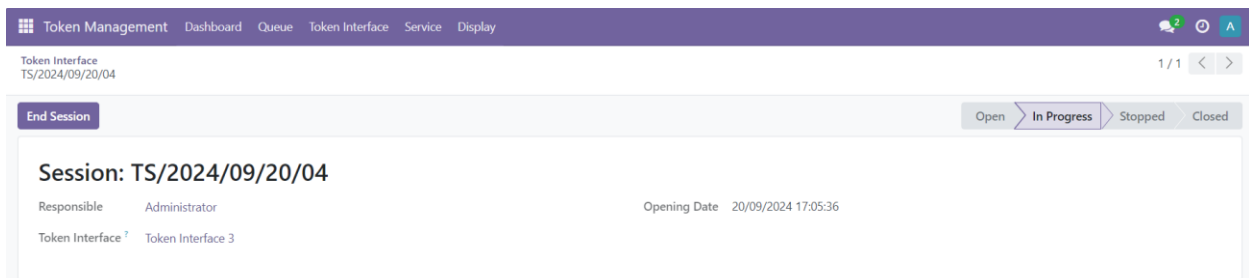 Token Management Dashboard Queue Token Interface Service Display 2 A
Token Interface
TS/2024/09/20/04
1 / 1
End Session
Open In Progress Stopped Closed
Session: TS/2024/09/20/04
Responsible Administrator
Opening Date 20/09/2024 17:05:36
Token Interface ? Token Interface 3